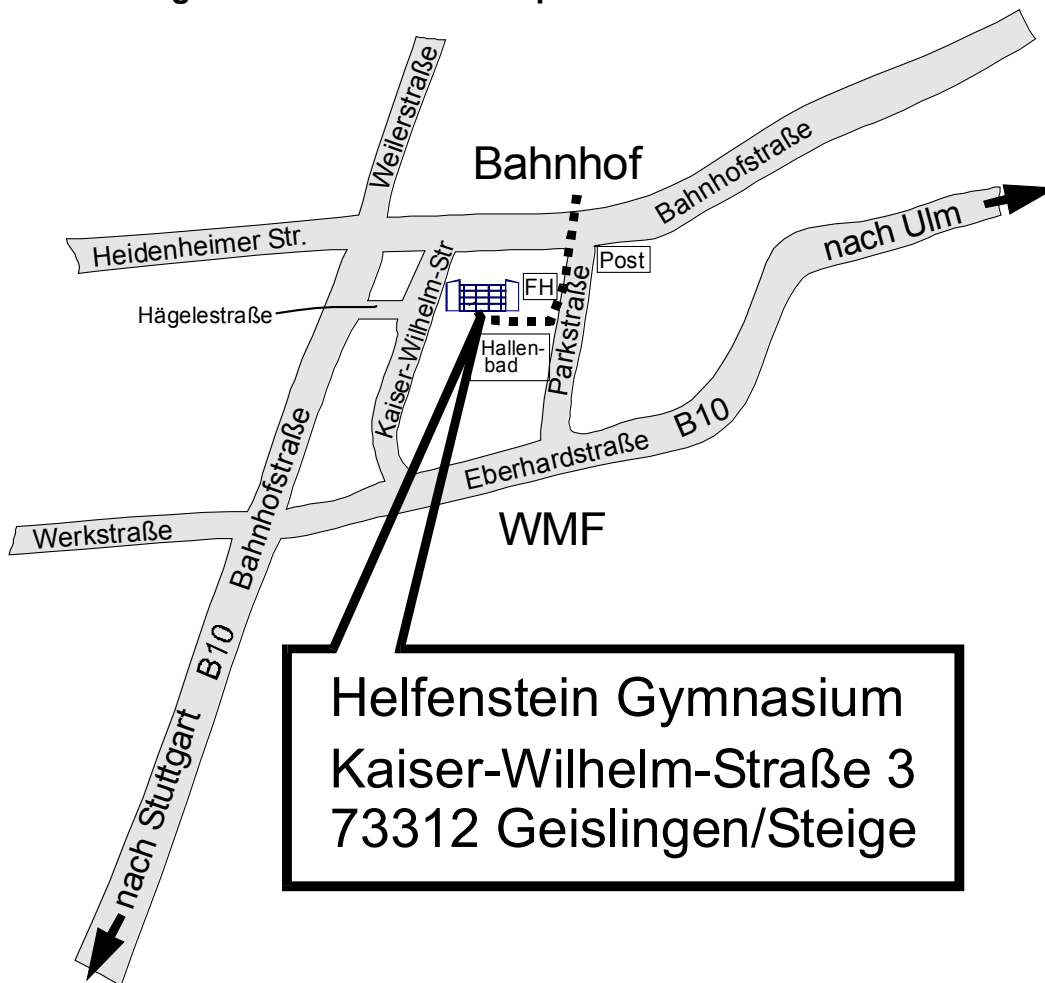 Weilerstraße
Bahnhof
Bahnhofstraße
nach Ulm
Heidenheimer Str.
Post
FH
Hägelestraße
Kaiser-Wilhelm-Str
Hallen-
bad
Parkstraße
B10
Eberhardstraße
Bahnhofstraße
Werkstraße
WMF
B10
nach Stuttgart
Helfenstein Gymnasium
Kaiser-Wilhelm-Straße 3
73312 Geislingen/Steige